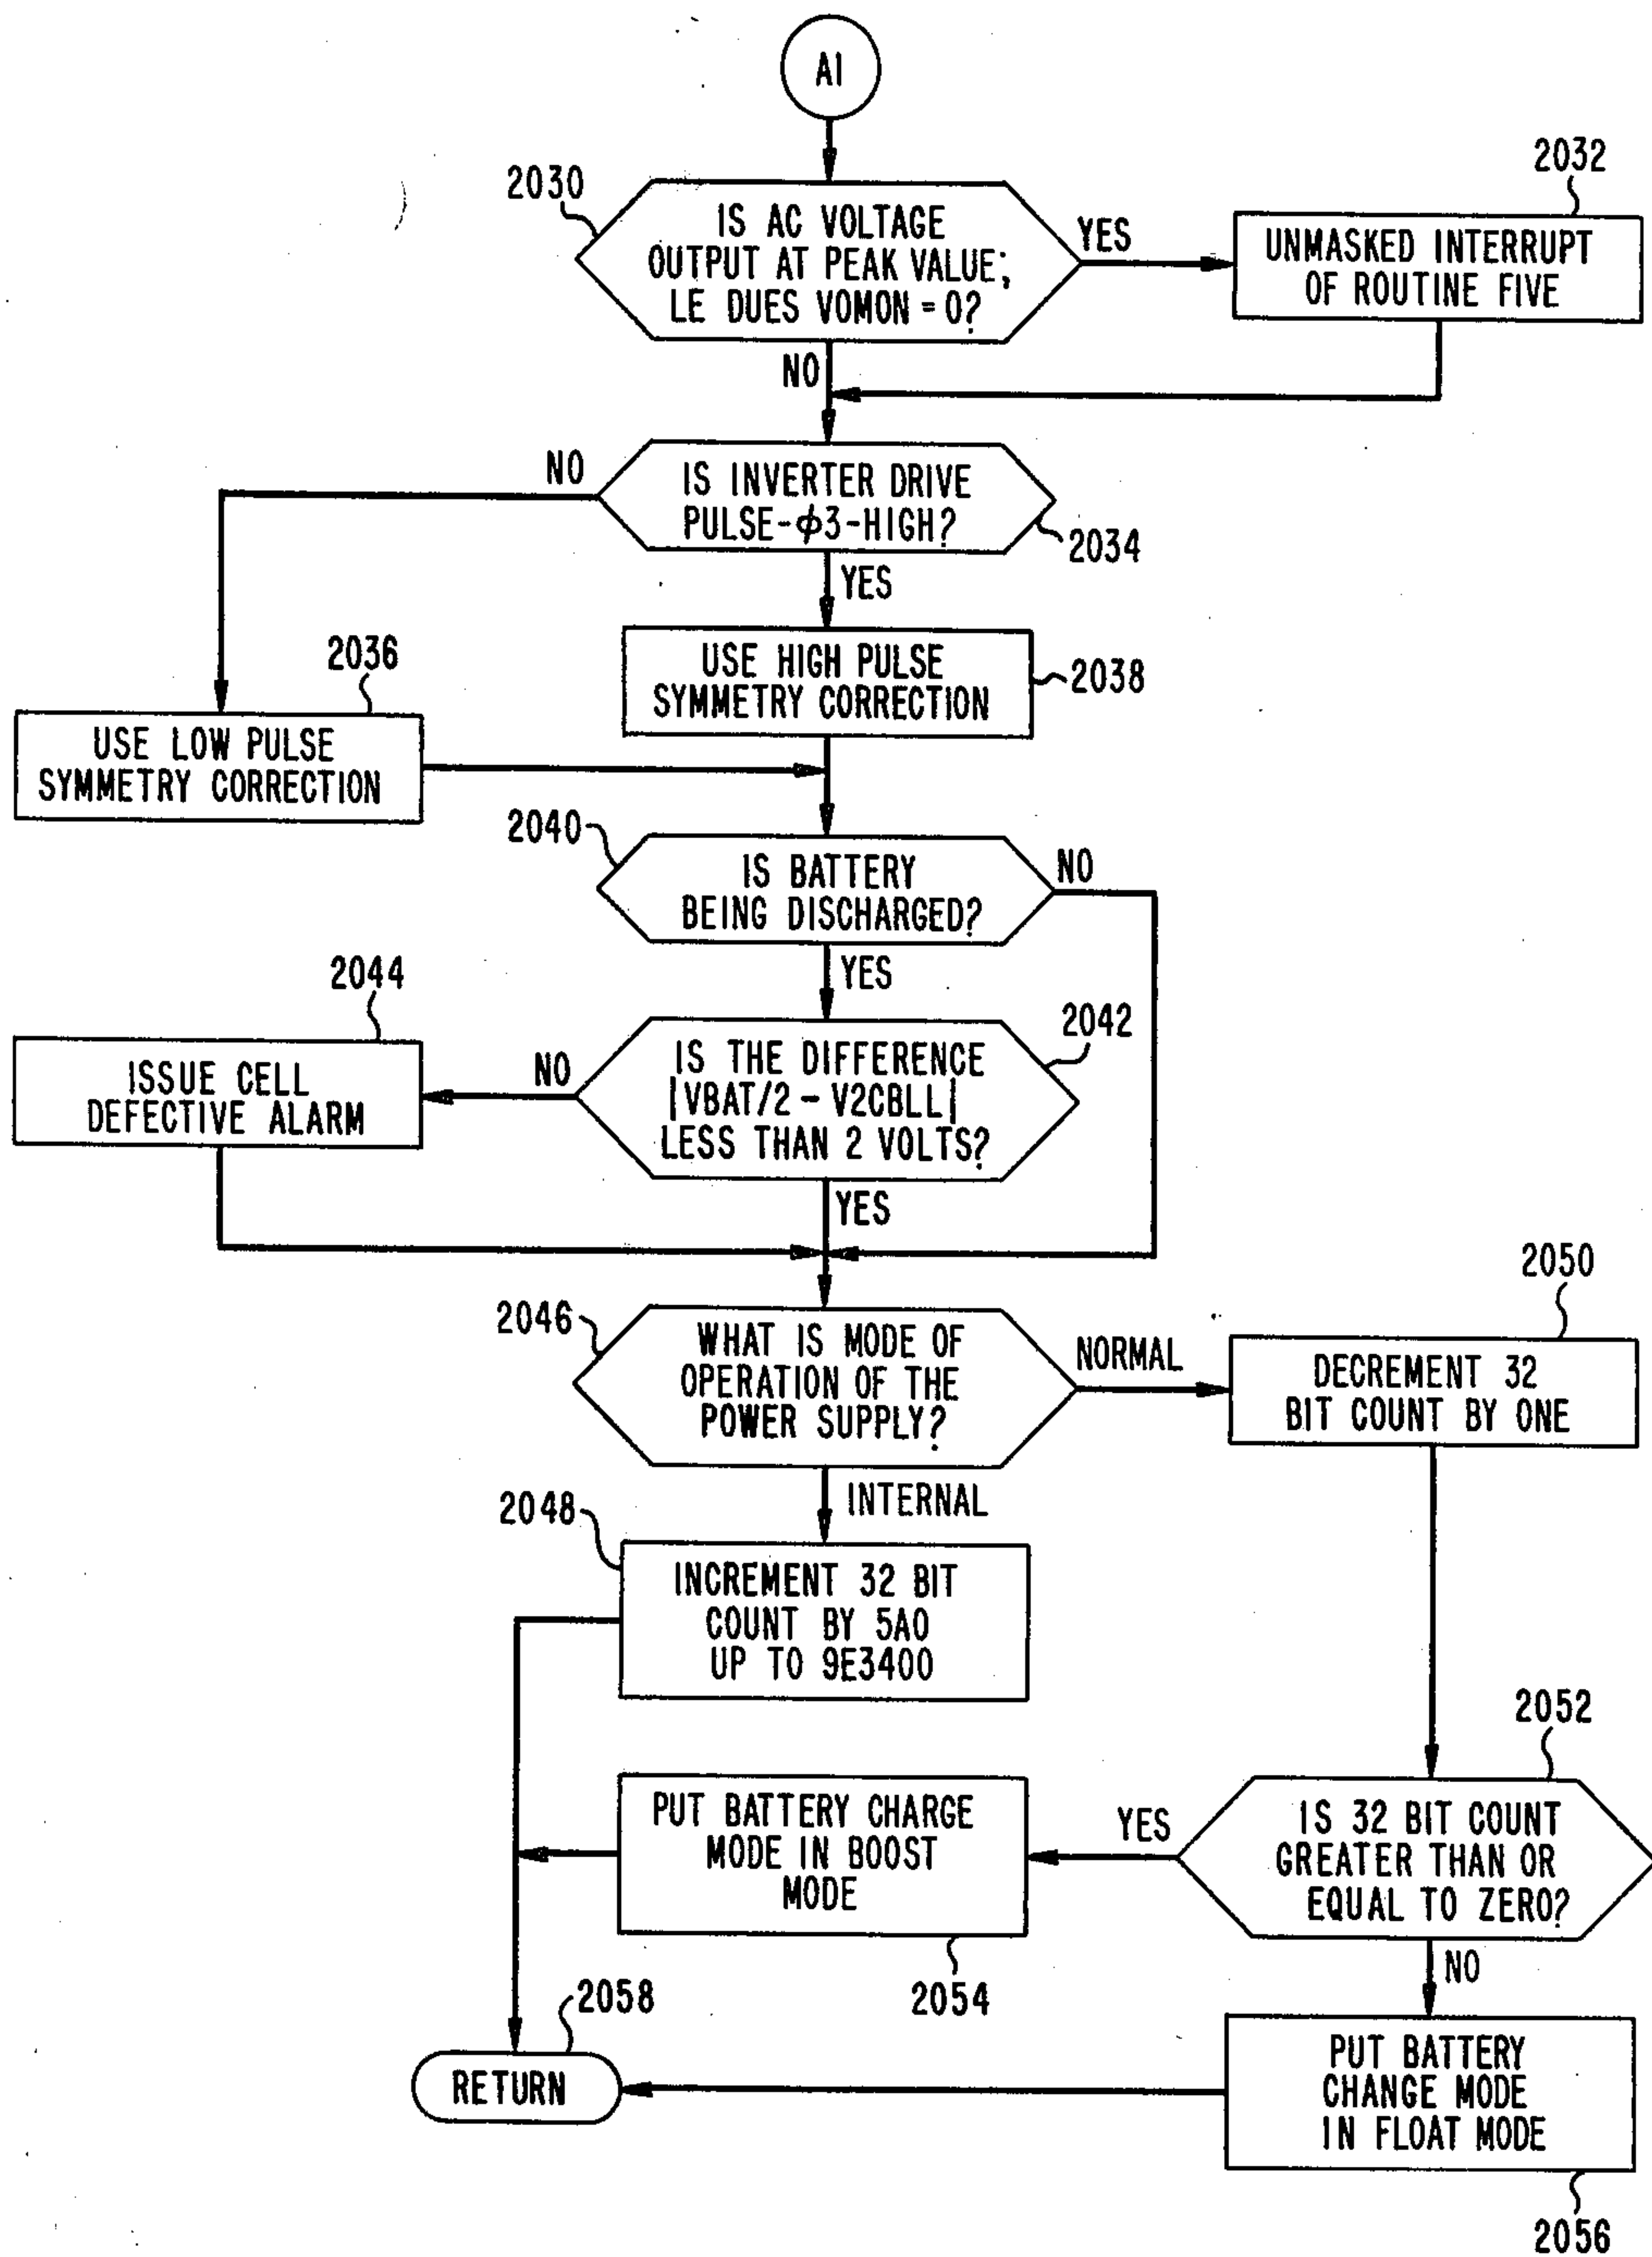 A1
2030
IS AC VOLTAGE
OUTPUT AT PEAK VALUE;
LE DUES VOMON = 0?
YES
2032
UNMASKED INTERRUPT
OF ROUTINE FIVE
NO
NO
IS INVERTER DRIVE
PULSE-ϕ3-HIGH?
2034
YES
2036
USE LOW PULSE
SYMMETRY CORRECTION
USE HIGH PULSE
SYMMETRY CORRECTION
2038
2040
IS BATTERY
BEING DISCHARGED?
NO
YES
2044
ISSUE CELL
DEFECTIVE ALARM
NO
IS THE DIFFERENCE
|VBAT/2 - V2CBLL|
LESS THAN 2 VOLTS?
2042
YES
2046
WHAT IS MODE OF
OPERATION OF THE
POWER SUPPLY?
NORMAL
2050
DECREMENT 32
BIT COUNT BY ONE
INTERNAL
2048
INCREMENT 32 BIT
COUNT BY 5A0
UP TO 9E3400
2052
IS 32 BIT COUNT
GREATER THAN OR
EQUAL TO ZERO?
YES
PUT BATTERY CHARGE
MODE IN BOOST
MODE
2054
NO
2058
RETURN
PUT BATTERY
CHANGE MODE
IN FLOAT MODE
2056